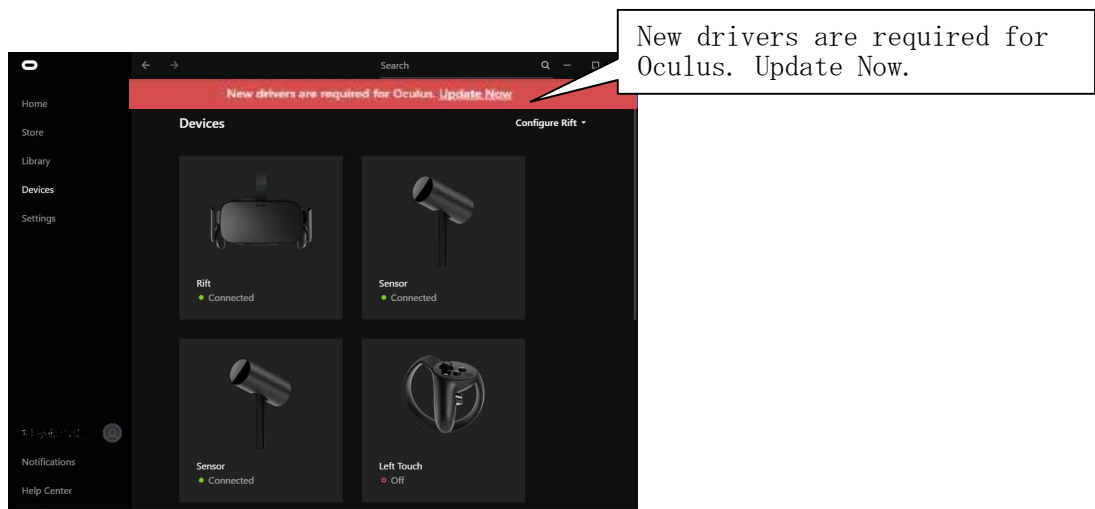 New drivers are required for
Oculus. Update Now.
Search
New drivers are required for Oculus. Update Now
Home
Store
Library
Devices
Settings
Devices
Configure Rift
Rift
Connected
Sensor
Connected
Sensor
Connected
Left Touch
Off
Notifications
Help Center